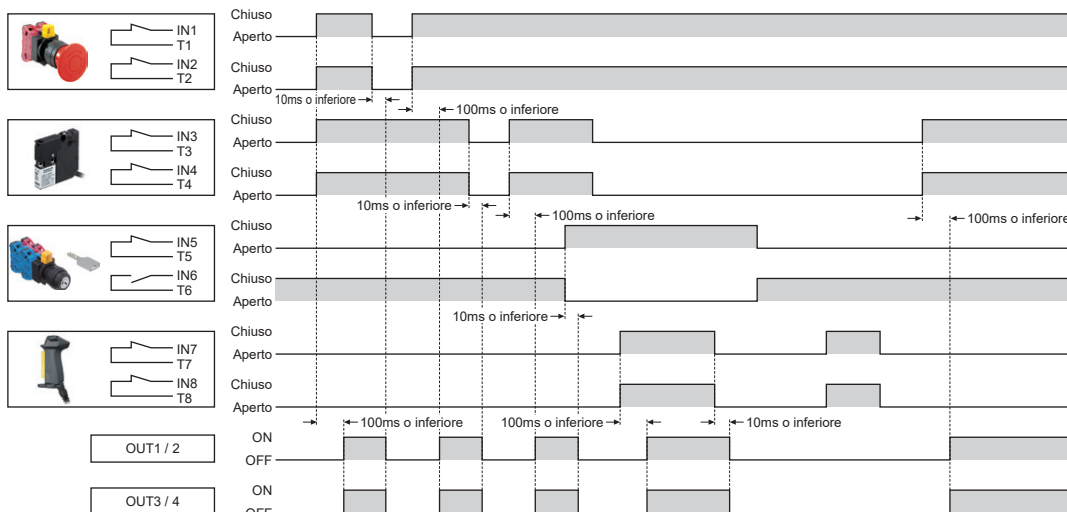 Chiuso
IN1
T1
Aperto
IN2
T2
Chiuso
Aperto
10ms o inferiore
100ms o inferiore
Chiuso
IN3
T3
Aperto
IN4
T4
Chiuso
Aperto
10ms o inferiore
100ms o inferiore
100ms o inferiore
Chiuso
IN5
T5
Aperto
IN6
T6
Chiuso
Aperto
10ms o inferiore
Chiuso
IN7
T7
Aperto
IN8
T8
Chiuso
Aperto
100ms o inferiore
100ms o inferiore
10ms o inferiore
OUT1 / 2
ON
OFF
OUT3 / 4
ON
OFF